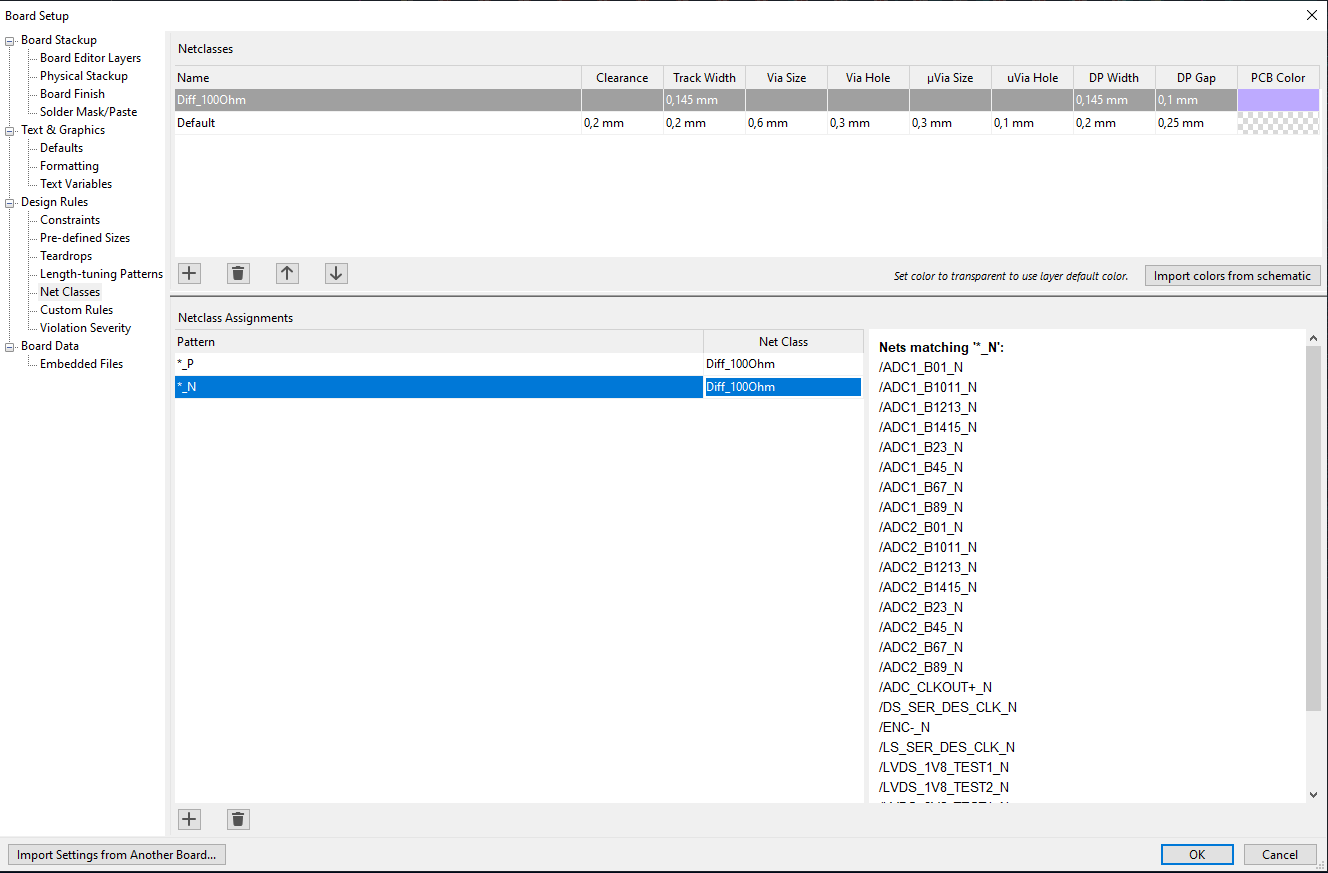 Board Setup
Board Stackup
Board Editor Layers
Physical Stackup
Board Finish
Solder Mask/Paste
Text & Graphics
Defaults
Formatting
Text Variables
Design Rules
Constraints
Pre-defined Sizes
Teardrops
Length-tuning Patterns
Net Classes
Custom Rules
Violation Severity
Board Data
Embedded Files
Netclasses
Name Clearance Track Width Via Size Via Hole µVia Size uVia Hole DP Width DP Gap PCB Color
Diff_100Ohm 0,145 mm 0,145 mm 0,1 mm
Default 0,2 mm 0,2 mm 0,6 mm 0,3 mm 0,3 mm 0,1 mm 0,2 mm 0,25 mm
Set color to transparent to use layer default color. Import colors from schematic
Netclass Assignments
Pattern Net Class
*_P Diff_100Ohm
*_N Diff_100Ohm
Nets matching '*_N':
/ADC1_B01_N
/ADC1_B1011_N
/ADC1_B1213_N
/ADC1_B1415_N
/ADC1_B23_N
/ADC1_B45_N
/ADC1_B67_N
/ADC1_B89_N
/ADC2_B01_N
/ADC2_B1011_N
/ADC2_B1213_N
/ADC2_B1415_N
/ADC2_B23_N
/ADC2_B45_N
/ADC2_B67_N
/ADC2_B89_N
/ADC_CLKOUT+_N
/DS_SER_DES_CLK_N
/ENC-_N
/LS_SER_DES_CLK_N
/LVDS_1V8_TEST1_N
/LVDS_1V8_TEST2_N
Import Settings from Another Board... OK Cancel